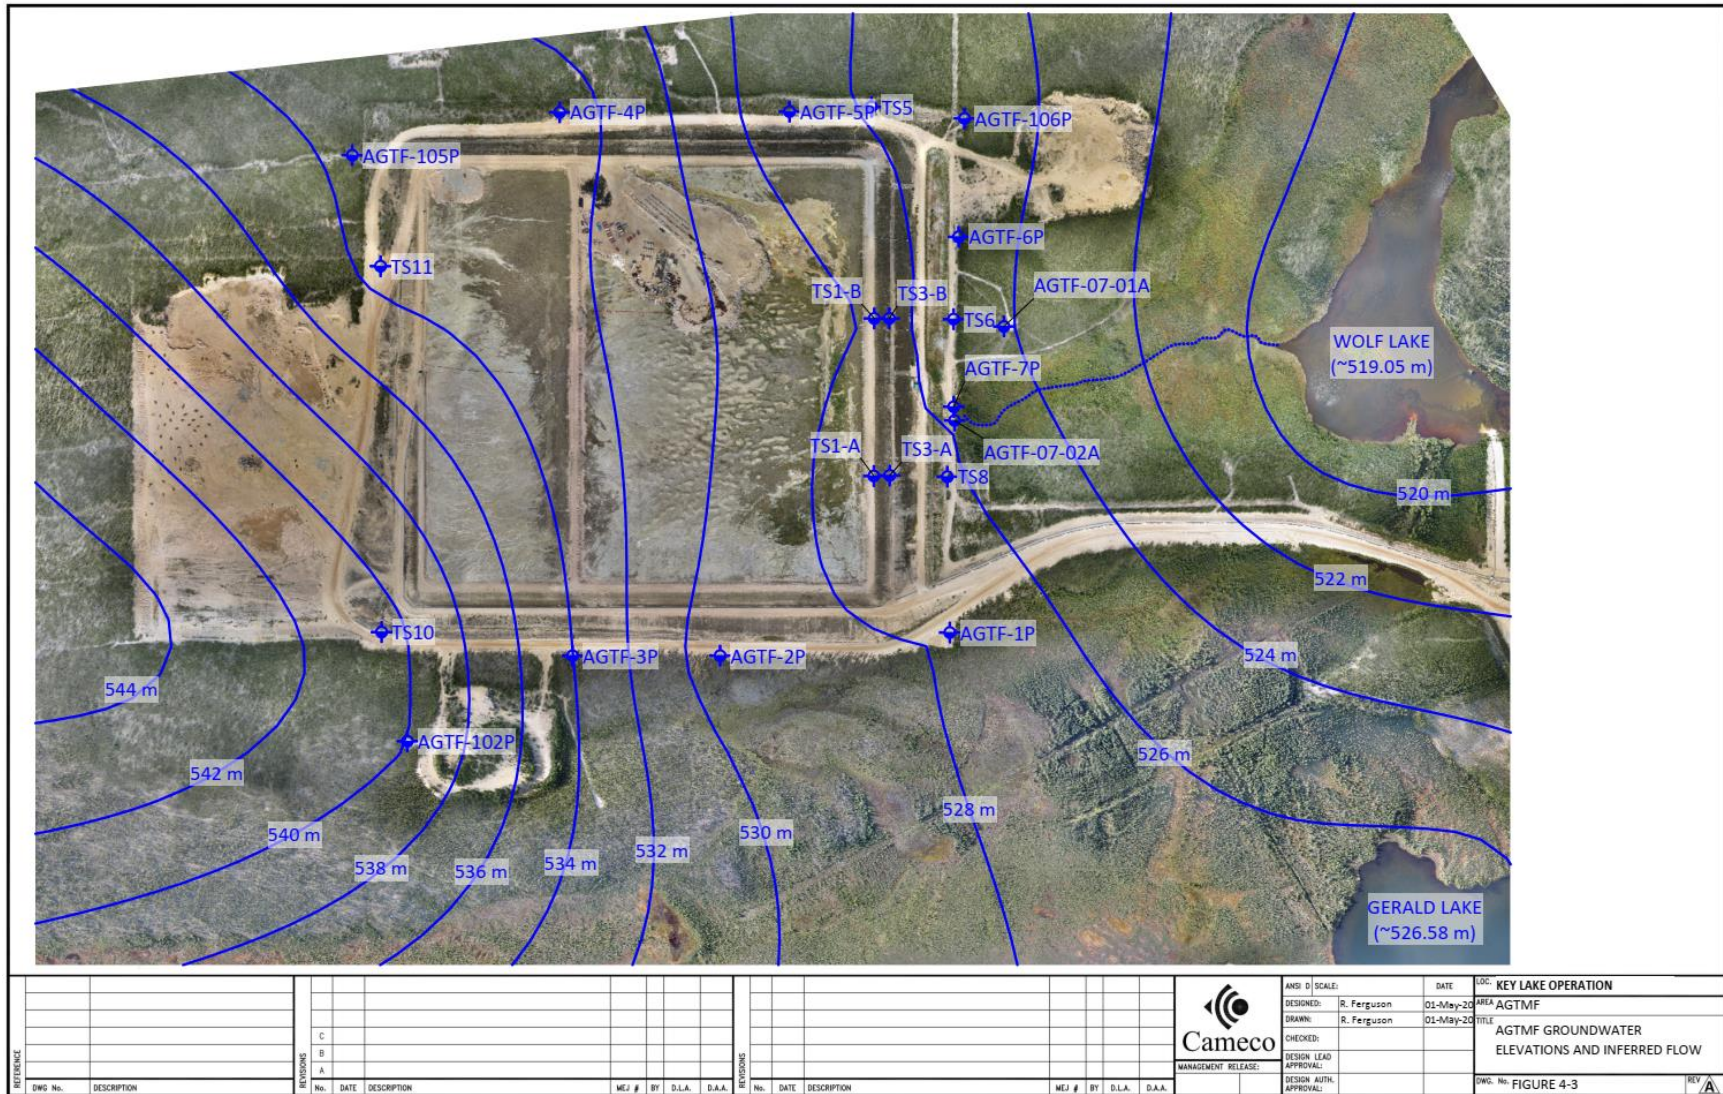 AGTF-4P
AGTF-5P
TS5
AGTF-106P
AGTF-105P
AGTF-6P
TS11
AGTF-07-01A
TS1-B
TS3-B
TS6
WOLF LAKE
(~519.05 m)
AGTF-7P
AGTF-07-02A
TS1-A
TS3-A
TS8
520 m
522 m
TS10
AGTF-1P
AGTF-3P
AGTF-2P
524 m
544 m
AGTF-102P
526 m
542 m
528 m
540 m
530 m
532 m
534 m
538 m
536 m
GERALD LAKE
(~526.58 m)
REFERENCE
DWG No. DESCRIPTION
REVISIONS
C
B
A
No. DATE DESCRIPTION MEJ # BY D.L.A. D.A.A.
REVISIONS
No. DATE DESCRIPTION MEJ # BY D.L.A. D.A.A.
Cameco
MANAGEMENT RELEASE:
ANSI D SCALE: DATE
DESIGNED: R. Ferguson 01-May-20
DRAWN: R. Ferguson 01-May-20
CHECKED:
DESIGN LEAD
APPROVAL:
DESIGN AUTH.
APPROVAL:
LOC. KEY LAKE OPERATION
AREA AGTMF
TITLE
AGTMF GROUNDWATER
ELEVATIONS AND INFERRED FLOW
DWG. No. FIGURE 4-3
REV A